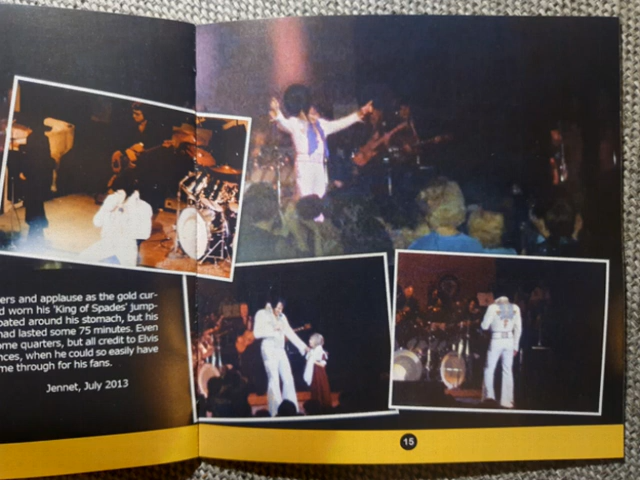 ers and applause as the gold cur-
d worn his 'King of Spades' jump-
oated around his stomach, but his
had lasted some 75 minutes. Even
ome quarters, but all credit to Elvis
nces, when he could so easily have
me through for his fans.
Jennet, July 2013
15